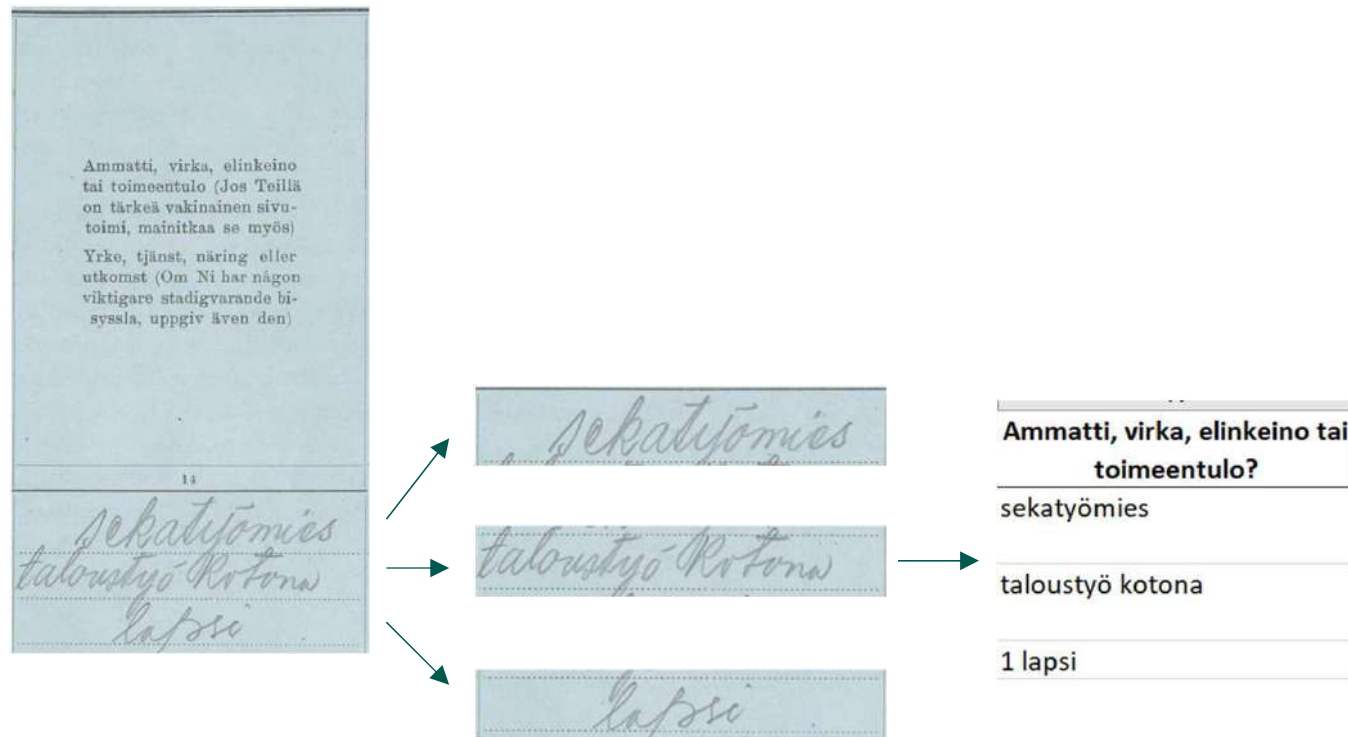 Ammatti, virka, elinkeino
tai toimeentulo (Jos Teillä
on tärkeä vakinainen sivu-
toimi, mainitkaa se myös)
Yrke, tjänst, näring eller
utkomst (Om Ni har någon
viktigare stadigvarande bi-
syssla, uppgiv även den)
14
sekatyömies
taloustyö kotona
lapsi
sekatyömies
taloustyö kotona
lapsi
Ammatti, virka, elinkeino tai
toimeentulo?
sekatyömies
taloustyö kotona
1 lapsi